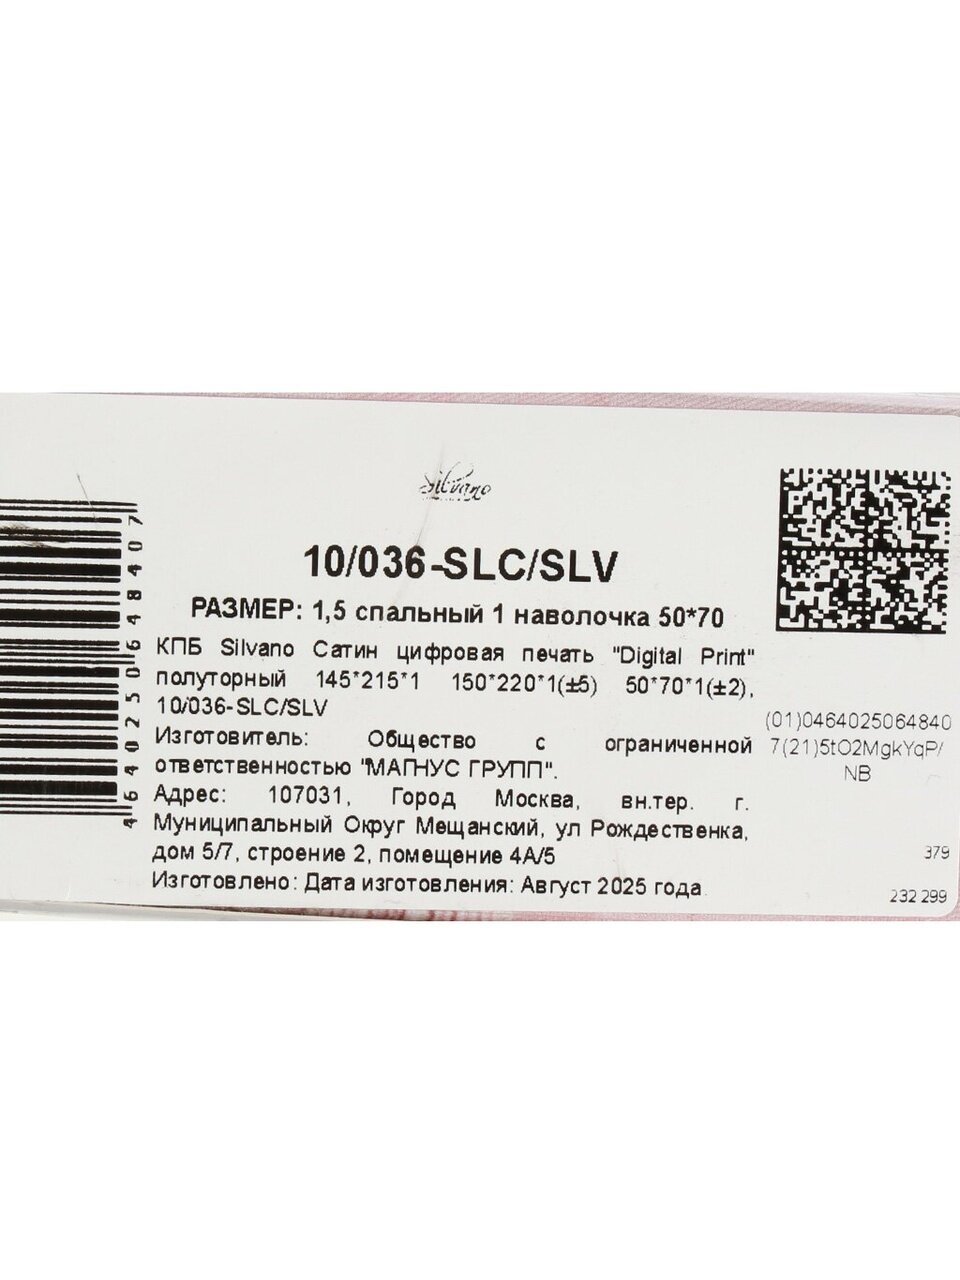 Silvano
10/036-SLC/SLV
РАЗМЕР: 1,5 спальный 1 наволочка 50*70
КПБ Silvano Сатин цифровая печать "Digital Print"
полуторный 145*215*1 150*220*1(±5) 50*70*1(±2),
10/036-SLC/SLV
Изготовитель: Общество с ограниченной
ответственностью "МАГНУС ГРУПП".
Адрес: 107031, Город Москва, вн.тер. г.
Муниципальный Округ Мещанский, ул Рождественка,
дом 5/7, строение 2, помещение 4А/5
Изготовлено: Дата изготовления: Август 2025 года
4 640250 648407
(01)0464025064840
7(21)5tO2MgkYqP/
NB
379
232 299